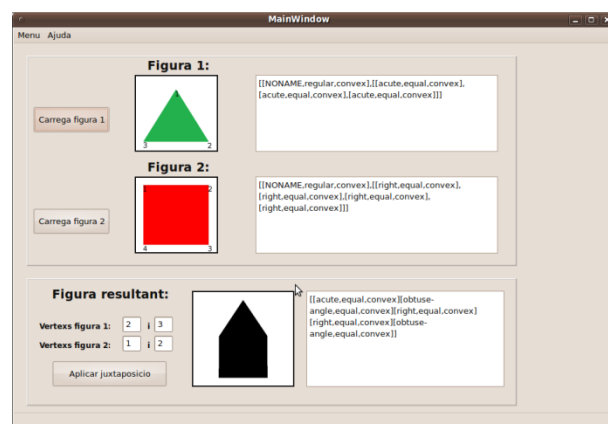 MainWindow
Menu Ajuda
Figura 1:
Carrega figura 1
1
3 2
[[NONAME,regular,convex],[[acute,equal,convex],
[acute,equal,convex],[acute,equal,convex]]]
Figura 2:
Carrega figura 2
1 2
4 3
[[NONAME,regular,convex],[[right,equal,convex],
[right,equal,convex],[right,equal,convex],
[right,equal,convex]]]
Figura resultant:
Vertexs figura 1: 2 i 3
Vertexs figura 2: 1 i 2
Aplicar juxtaposicio
[[acute,equal,convex][obtuse-
angle,equal,convex][right,equal,convex]
[right,equal,convex][obtuse-
angle,equal,convex]]